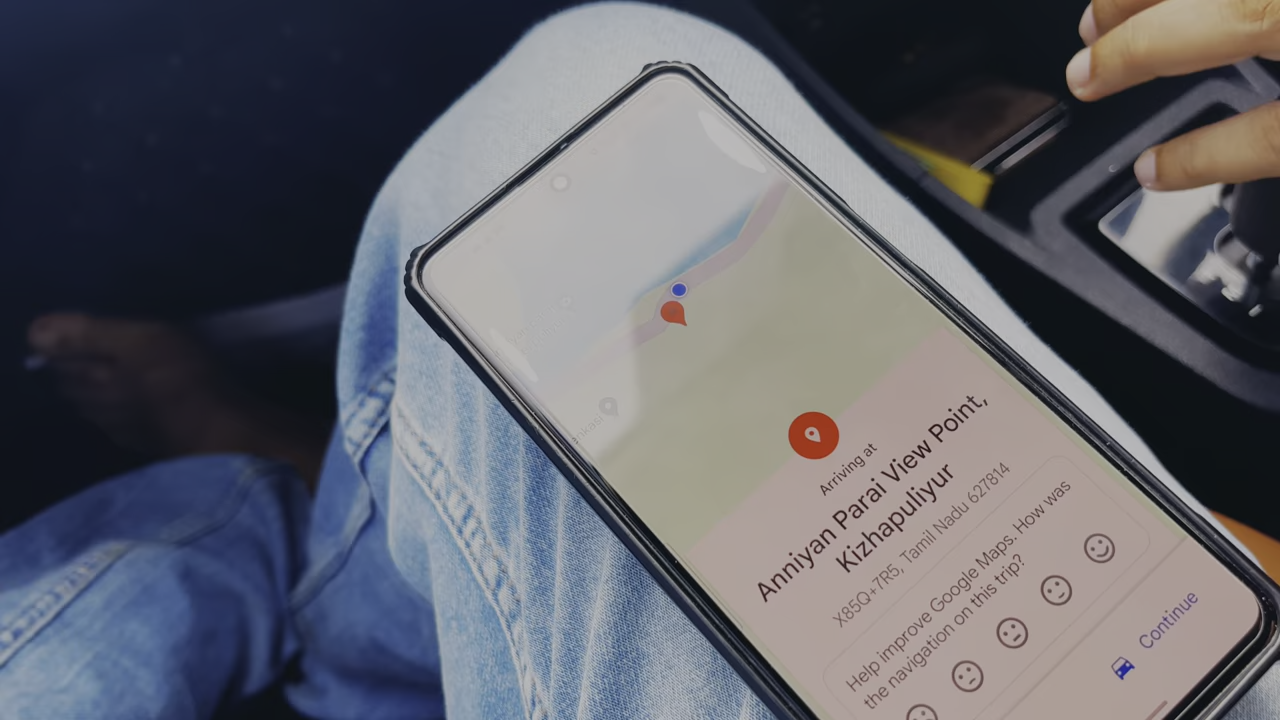 Arriving at
Anniyan Parai View Point,
Kizhapuliyur
X85Q+7R5, Tamil Nadu 627814
Help improve Google Maps. How was
the navigation on this trip?
Continue